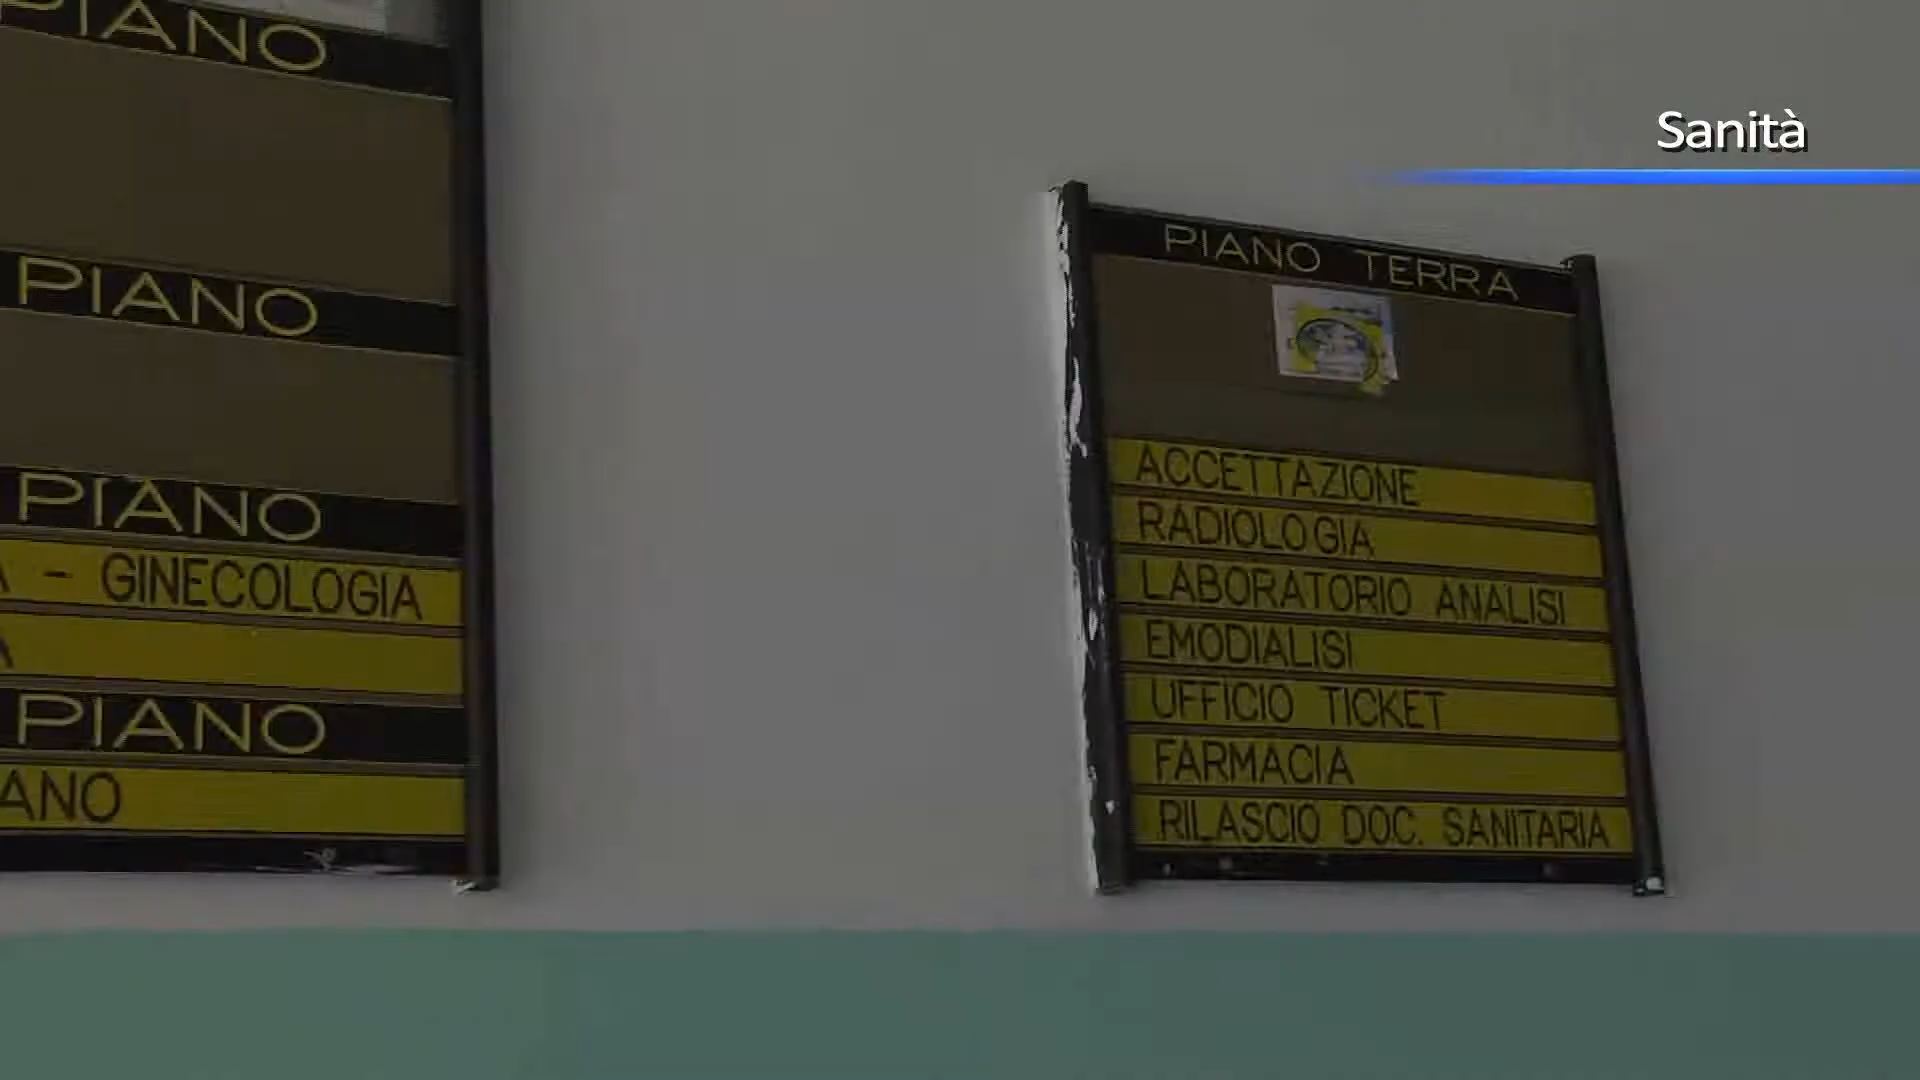 PIANO
PIANO
PIANO
- GINECOLOGIA
PIANO
Sanità
PIANO TERRA
ACCETTAZIONE
RADIOLOGIA
LABORATORIO ANALISI
EMODIALISI
UFFICIO TICKET
FARMACIA
RILASCIO DOC. SANITARIA